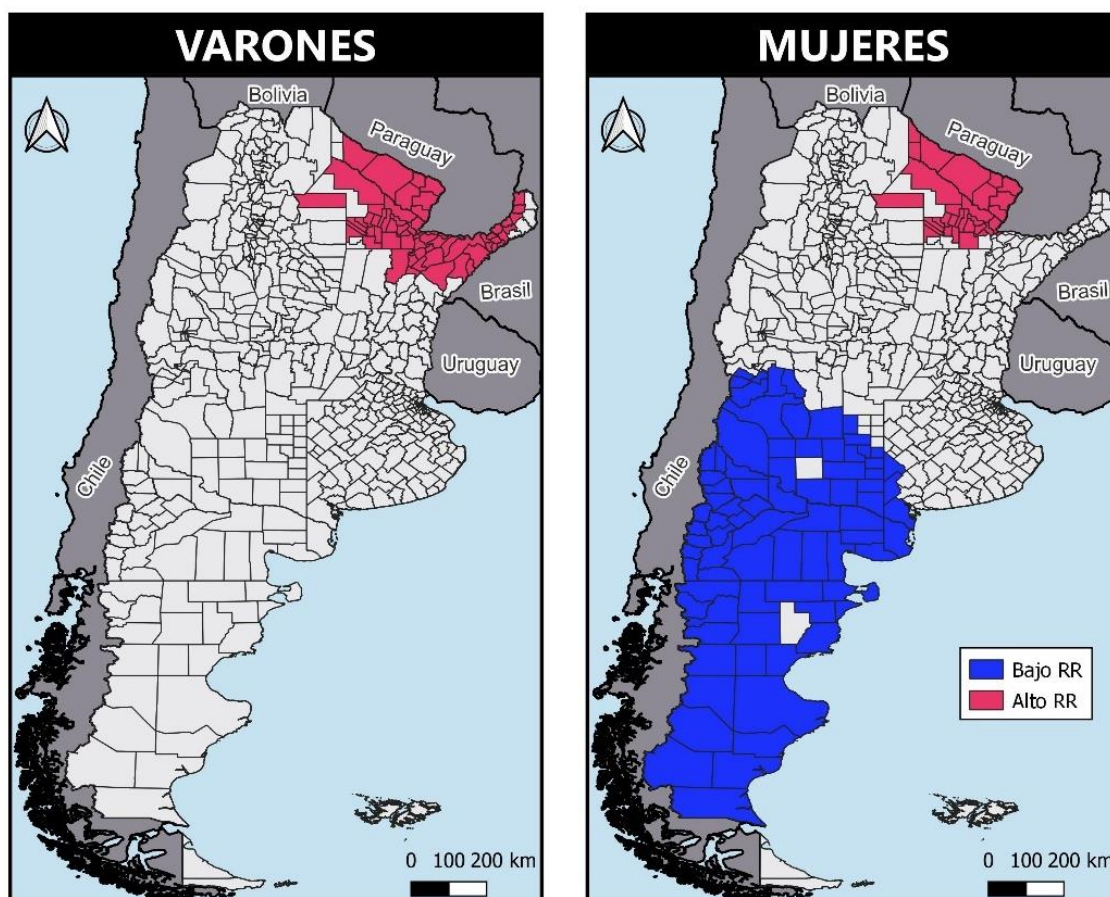 VARONES
Bolivia
Paraguay
Brasil
Uruguay
Chile
0 100 200 km
MUJERES
Bolivia
Paraguay
Brasil
Uruguay
Chile
Bajo RR
Alto RR
0 100 200 km